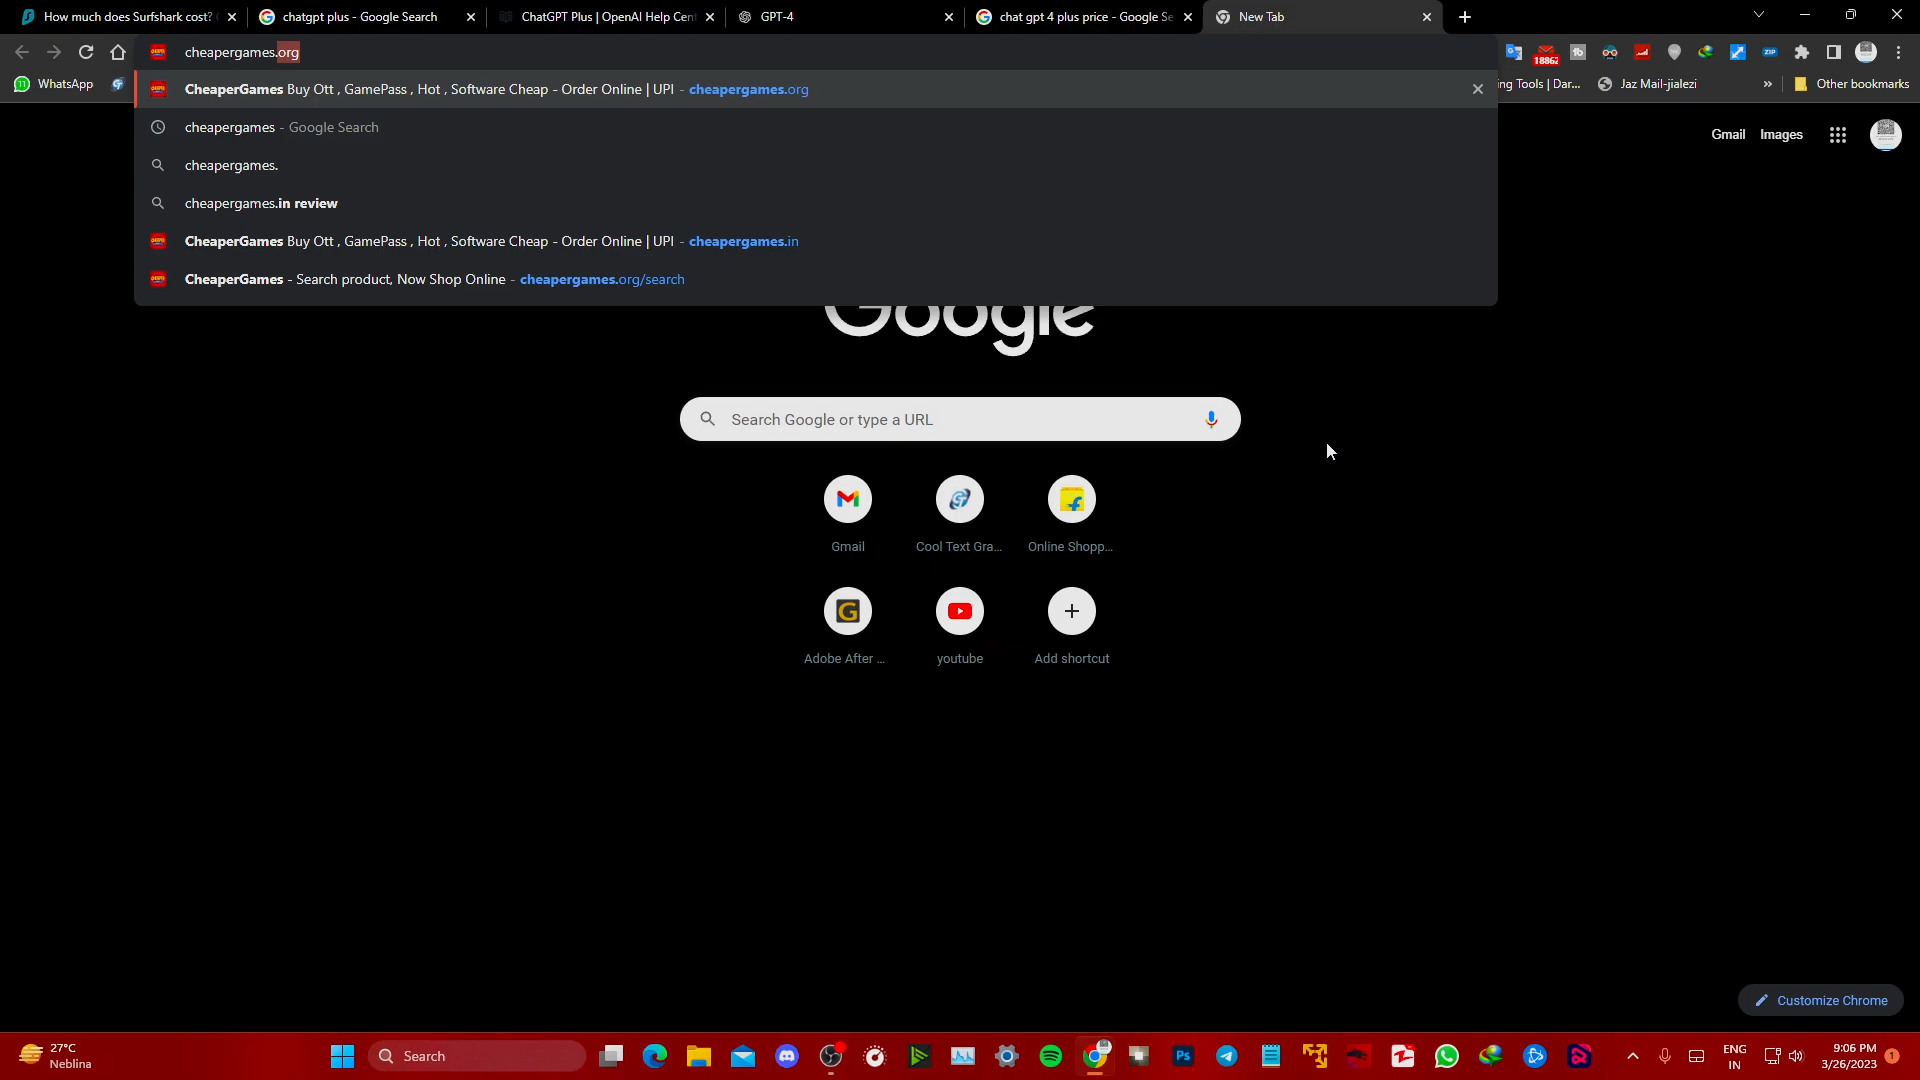 How much does Surfshark cost?
chatgpt plus - Google Search
ChatGPT Plus | OpenAI Help Cen
GPT-4
chat gpt 4 plus price - Google Se
New Tab
cheapergames.org
18862
WhatsApp
CheaperGames Buy Ott , GamePass , Hot , Software Cheap - Order Online | UPI - cheapergames.org
ing Tools | Dar...
Jaz Mail-jialezi
»
Other bookmarks
cheapergames - Google Search
Gmail
Images
cheapergames.
cheapergames.in review
CheaperGames Buy Ott , GamePass , Hot , Software Cheap - Order Online | UPI - cheapergames.in
CheaperGames - Search product, Now Shop Online - cheapergames.org/search
Google
Search Google or type a URL
Gmail
Cool Text Gra...
Online Shopp...
Adobe After ...
youtube
Add shortcut
Customize Chrome
27°C
Neblina
Search
Ps
ENG
IN
9:06 PM
3/26/2023
1